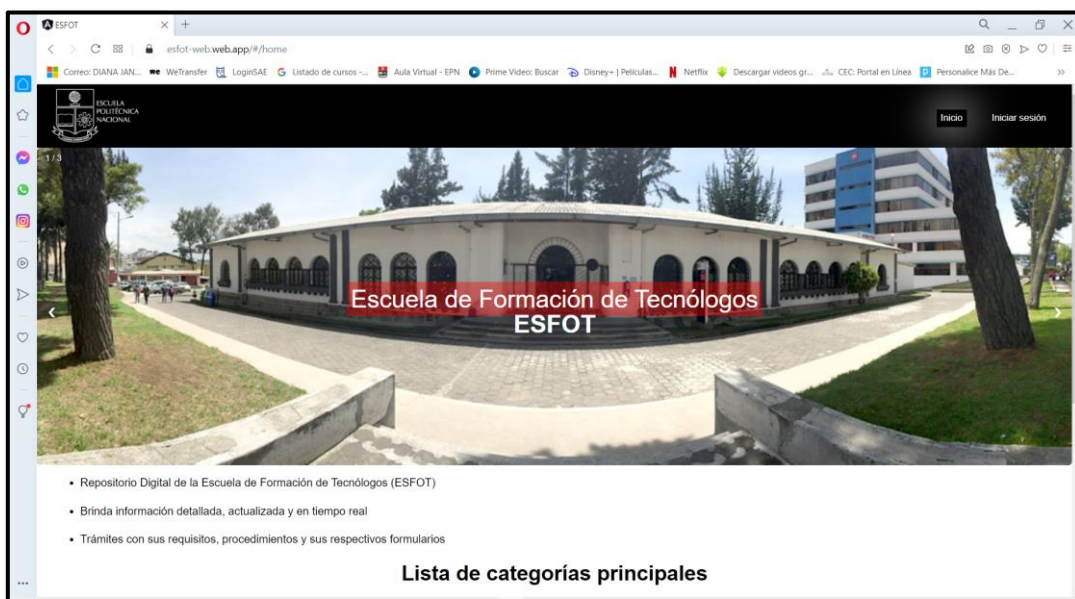 ESFOT
esfot-web.web.app/#/home
Correo: DIANA JAN...
we WeTransfer
LoginSAE
Listado de cursos -...
Aula Virtual - EPN
Prime Video: Buscar
Disney+ | Películas...
Netflix
Descargar videos gr...
CEC: Portal en Línea
Personalice Más De...
ESCUELA
POLITÉCNICA
NACIONAL
Inicio
Iniciar sesión
1 / 3
Escuela de Formación de Tecnólogos
ESFOT
• Repositorio Digital de la Escuela de Formación de Tecnólogos (ESFOT)
• Brinda información detallada, actualizada y en tiempo real
• Trámites con sus requisitos, procedimientos y sus respectivos formularios
Lista de categorías principales